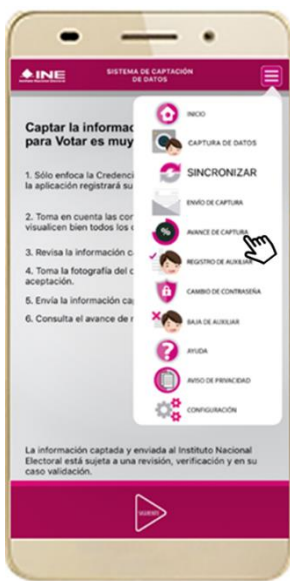 INE
SISTEMA DE CAPTACIÓN
DE DATOS
Captar la informac
para Votar es muy
1. Sólo enfoca la Credenci
la aplicación registrará su
2. Toma en cuenta las con
visualicen bien todos los
3. Revisa la información c
4. Toma la fotografía del c
aceptación.
5. Envía la información ca
6. Consulta el avance de r
INICIO
CAPTURA DE DATOS
SINCRONIZAR
ENVÍO DE CAPTURA
%
AVANCE DE CAPTURA
REGISTRO DE AUXILIAR
CAMBIO DE CONTRASEÑA
BAJA DE AUXILIAR
?
AYUDA
AVISO DE PRIVACIDAD
CONFIGURACIÓN
La información captada y enviada al Instituto Nacional
Electoral está sujeta a una revisión, verificación y en su
caso validación.